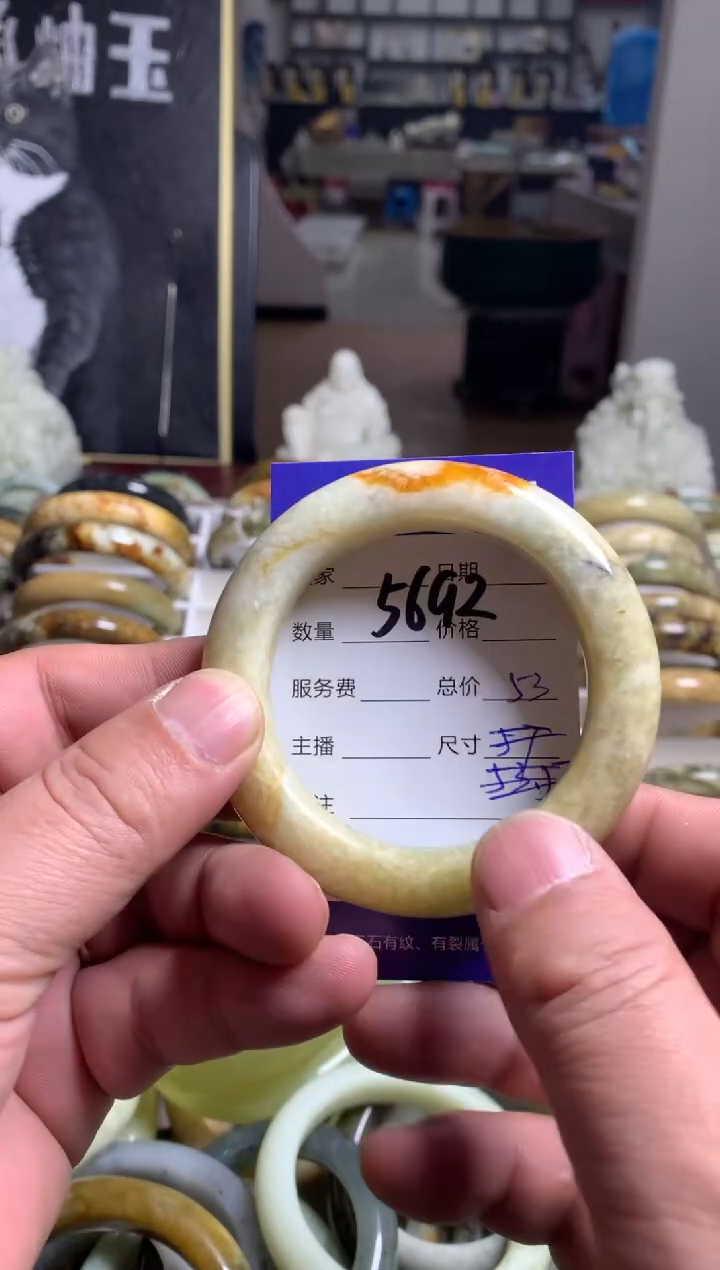 岫玉
家 日期
5692
数量 价格
服务费 总价 53
主播 尺寸
注
石有纹、有裂属